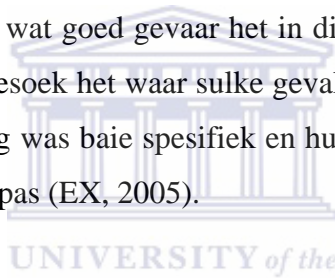 wat goed gevaar het in di
esoek het waar sulke geval
g was baie spesifiek en hu
pas (EX, 2005).
UNIVERSITY of the